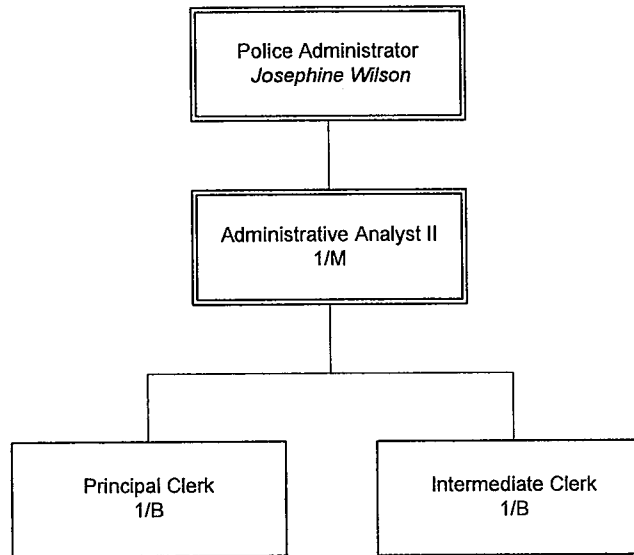 Police Administrator
Josephine Wilson
Administrative Analyst II
1/M
Principal Clerk
1/B
Intermediate Clerk
1/B